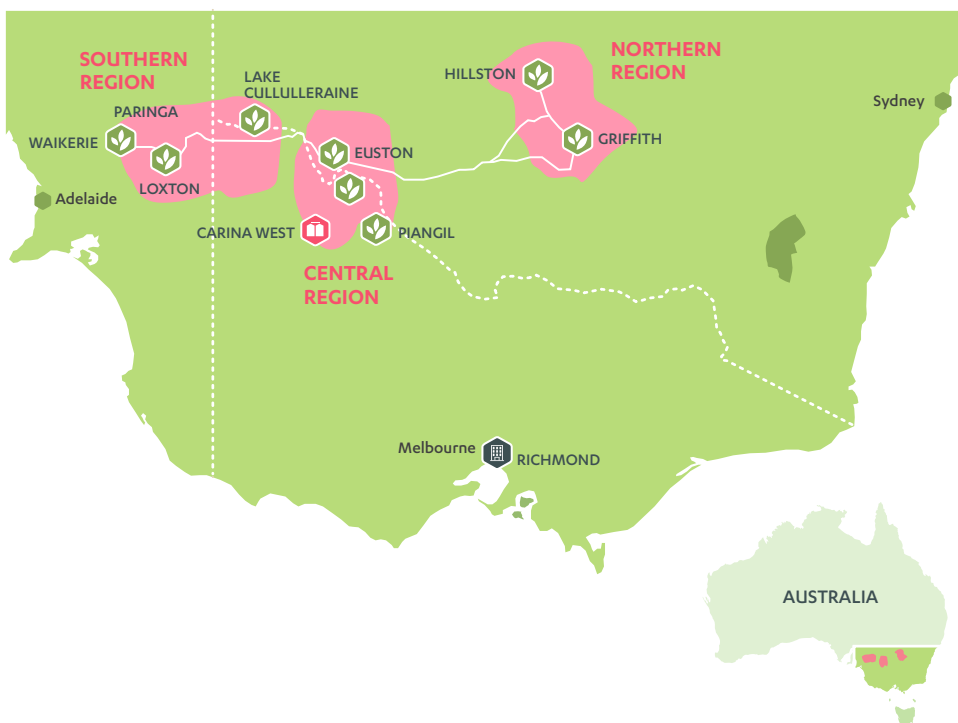 SOUTHERN
REGION
LAKE
CULLULLERAINE
PARINGA
WAIKERIE
LOXTON
Adelaide
HILLSTON
NORTHERN
REGION
GRIFFITH
Sydney
EUSTON
CARINA WEST
PIANGIL
CENTRAL
REGION
Melbourne
RICHMOND
AUSTRALIA